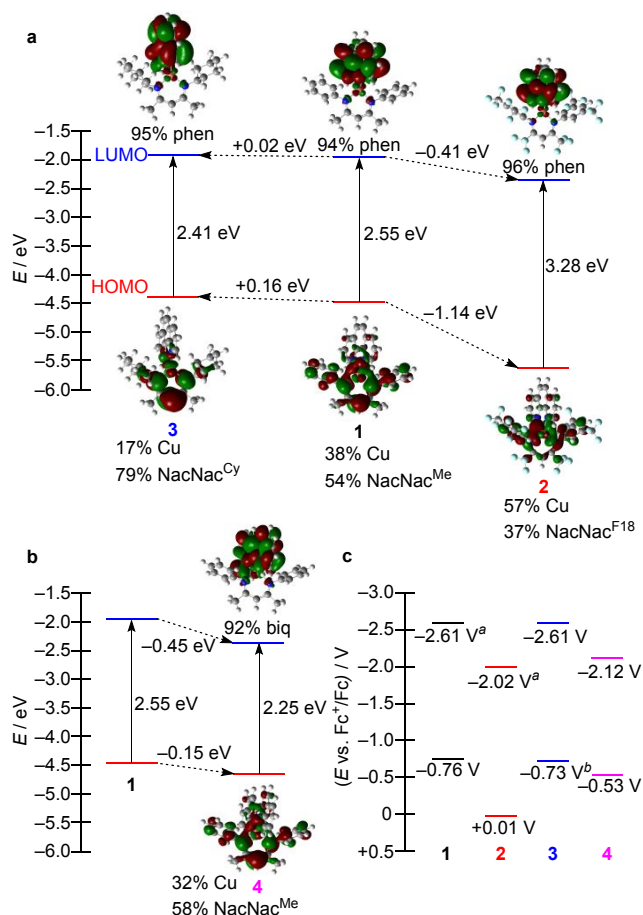 a
95% phen
94% phen
96% phen
LUMO
+0.02 eV
–0.41 eV
2.41 eV
2.55 eV
3.28 eV
HOMO
+0.16 eV
–1.14 eV
E / eV
–1.5
–2.0
–2.5
–3.0
–3.5
–4.0
–4.5
–5.0
–5.5
–6.0
3
17% Cu
79% NacNacCy
1
38% Cu
54% NacNacMe
2
57% Cu
37% NacNacF18
b
92% biq
–0.45 eV
2.55 eV
2.25 eV
–0.15 eV
E / eV
–1.5
–2.0
–2.5
–3.0
–3.5
–4.0
–4.5
–5.0
–5.5
–6.0
1
4
32% Cu
58% NacNacMe
c
(E vs. Fc+/Fc) / V
–3.0
–2.5
–2.0
–1.5
–1.0
–0.5
0
+0.5
–2.61 Va
–2.02 Va
–2.61 V
–2.12 V
–0.76 V
+0.01 V
–0.73 Vb
–0.53 V
1 2 3 4